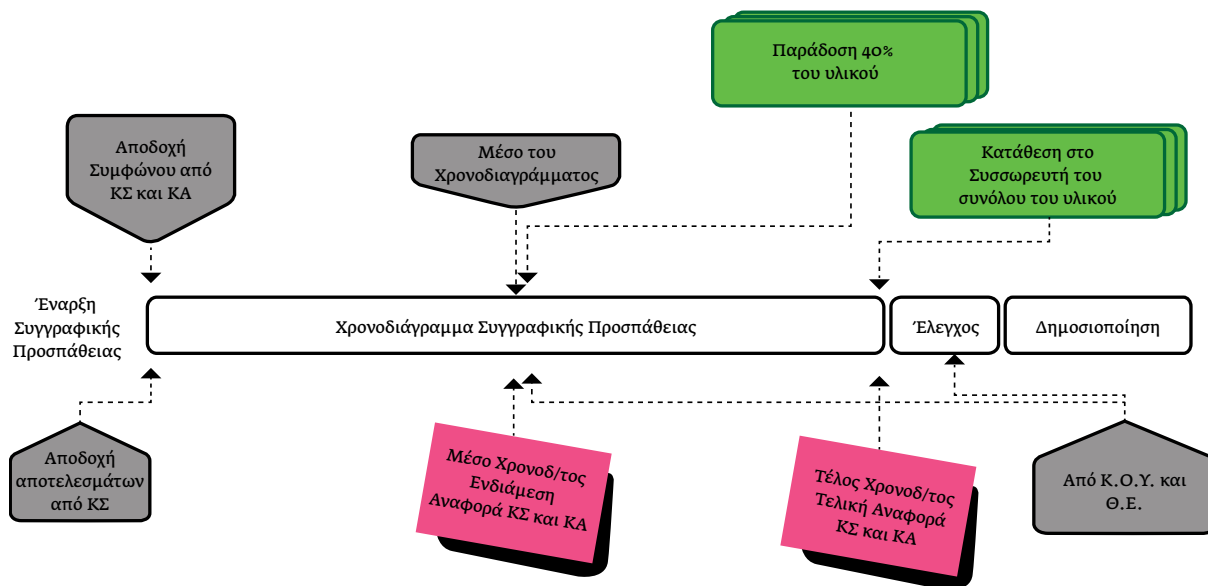 Παράδοση 40%
του υλικού
Αποδοχή
Συμφώνου από
ΚΣ και ΚΑ
Μέσο του
Χρονοδιαγράμματος
Κατάθεση στο
Συσσωρευτή του
συνόλου του υλικού
Έναρξη
Συγγραφικής
Προσπάθειας
Χρονοδιάγραμμα Συγγραφικής Προσπάθειας
Έλεγχος
Δημοσιοποίηση
Αποδοχή
αποτελεσμάτων
από ΚΣ
Μέσο Χρονοδ/τος
Ενδιάμεση
Αναφορά ΚΣ και ΚΑ
Τέλος Χρονοδ/τος
Τελική Αναφορά
ΚΣ και ΚΑ
Από Κ.Ο.Υ. και
Θ.Ε.